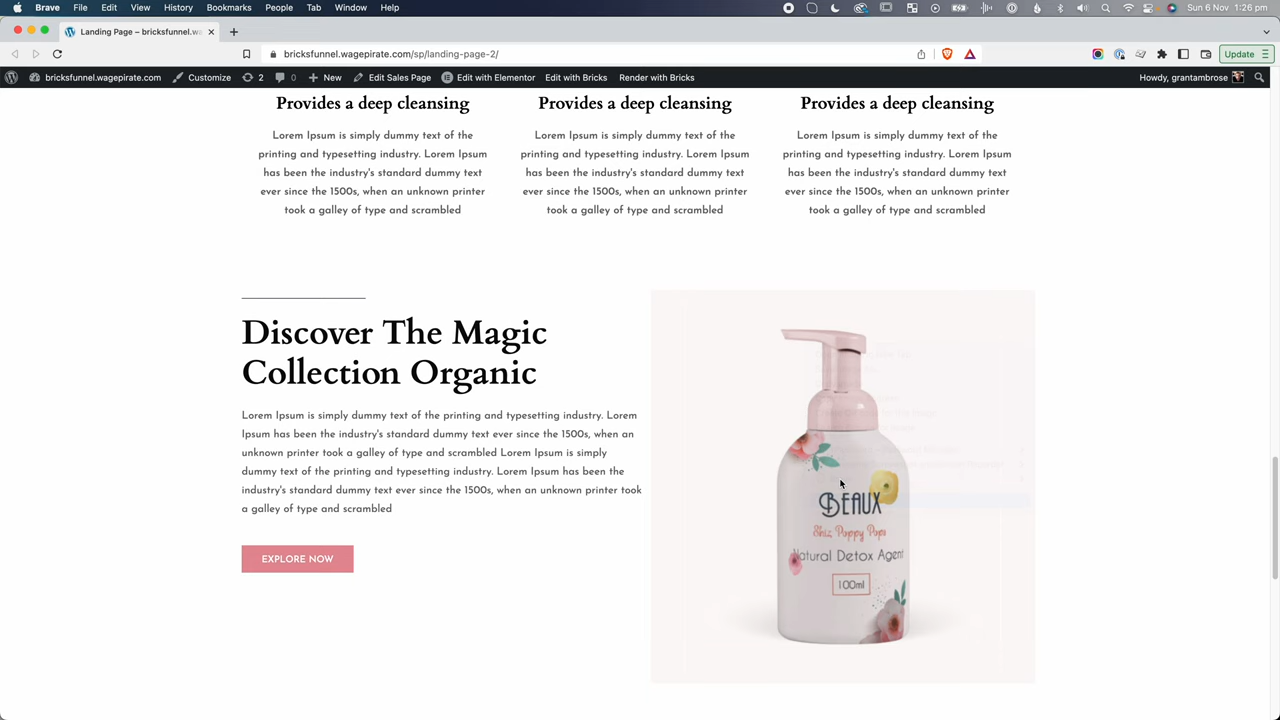 Brave File Edit View History Bookmarks People Tab Window Help Sun 6 Nov 1:26 pm
Landing Page – bricksfunnel.wa
bricksfunnel.wagepirate.com/sp/landing-page-2/ Update
bricksfunnel.wagepirate.com Customize 2 0 New Edit Sales Page Edit with Elementor Edit with Bricks Render with Bricks Howdy, grantambrose
Provides a deep cleansing
Lorem Ipsum is simply dummy text of the
printing and typesetting industry. Lorem Ipsum
has been the industry's standard dummy text
ever since the 1500s, when an unknown printer
took a galley of type and scrambled
Provides a deep cleansing
Lorem Ipsum is simply dummy text of the
printing and typesetting industry. Lorem Ipsum
has been the industry's standard dummy text
ever since the 1500s, when an unknown printer
took a galley of type and scrambled
Provides a deep cleansing
Lorem Ipsum is simply dummy text of the
printing and typesetting industry. Lorem Ipsum
has been the industry's standard dummy text
ever since the 1500s, when an unknown printer
took a galley of type and scrambled
Discover The Magic
Collection Organic
Lorem Ipsum is simply dummy text of the printing and typesetting industry. Lorem
Ipsum has been the industry's standard dummy text ever since the 1500s, when an
unknown printer took a galley of type and scrambled Lorem Ipsum is simply
dummy text of the printing and typesetting industry. Lorem Ipsum has been the
industry's standard dummy text ever since the 1500s, when an unknown printer took
a galley of type and scrambled
EXPLORE NOW
BEAUX
Shiz Poppy Pops
Natural Detox Agent
100ml